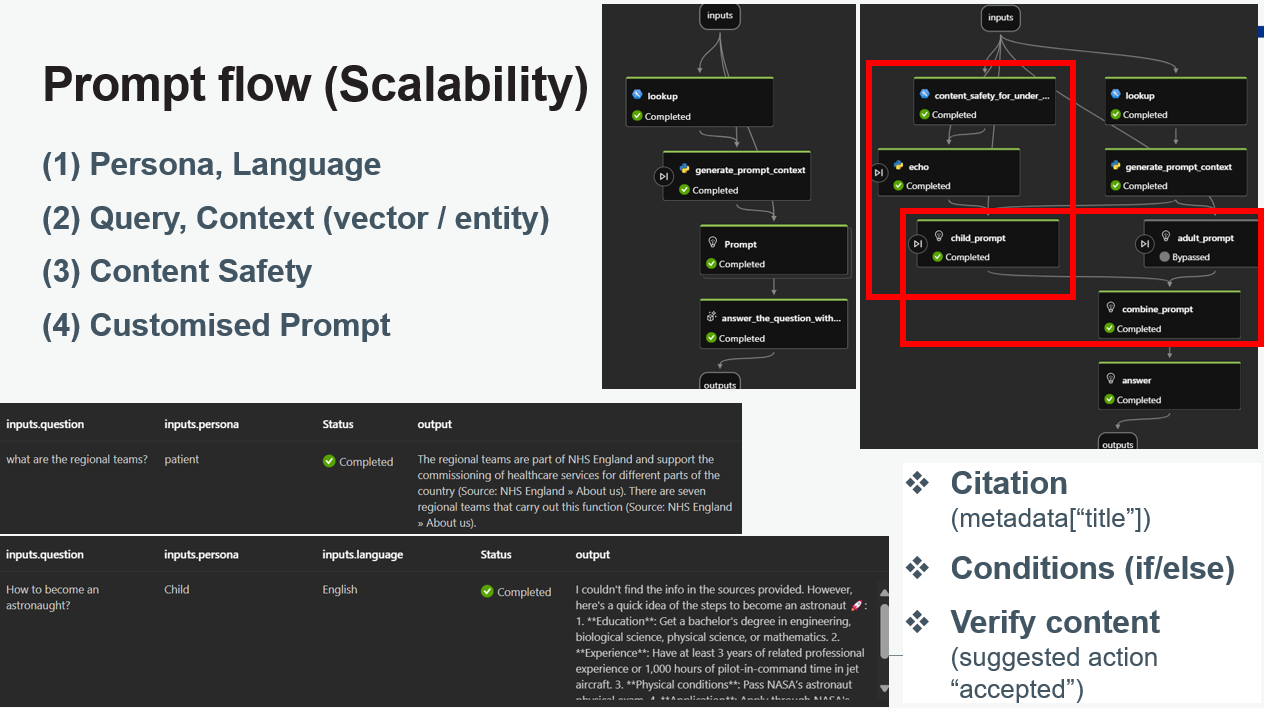 Prompt flow (Scalability)
(1) Persona, Language
(2) Query, Context (vector / entity)
(3) Content Safety
(4) Customised Prompt
inputs
lookup
Completed
generate_prompt_context
Completed
Prompt
Completed
answer_the_question_with...
Completed
outputs
inputs
content_safety_for_under_...
Completed
lookup
Completed
echo
Completed
generate_prompt_context
Completed
child_prompt
Completed
adult_prompt
Bypassed
combine_prompt
Completed
answer
Completed
outputs
inputs.question inputs.persona Status output
what are the regional teams? patient Completed The regional teams are part of NHS England and support the
commissioning of healthcare services for different parts of the
country (Source: NHS England » About us). There are seven
regional teams that carry out this function (Source: NHS England
» About us).
inputs.question inputs.persona inputs.language Status output
How to become an Child English Completed I couldn't find the info in the sources provided. However,
astronaught? here's a quick idea of the steps to become an astronaut 🚀:
1. **Education**: Get a bachelor's degree in engineering,
biological science, physical science, or mathematics. 2.
**Experience**: Have at least 3 years of related professional
experience or 1,000 hours of pilot-in-command time in jet
aircraft. 3. **Physical conditions**: Pass NASA's astronaut
physical exam. 4. **Application**: Apply through NASA's
❖ Citation
(metadata["title"])
❖ Conditions (if/else)
❖ Verify content
(suggested action
"accepted")